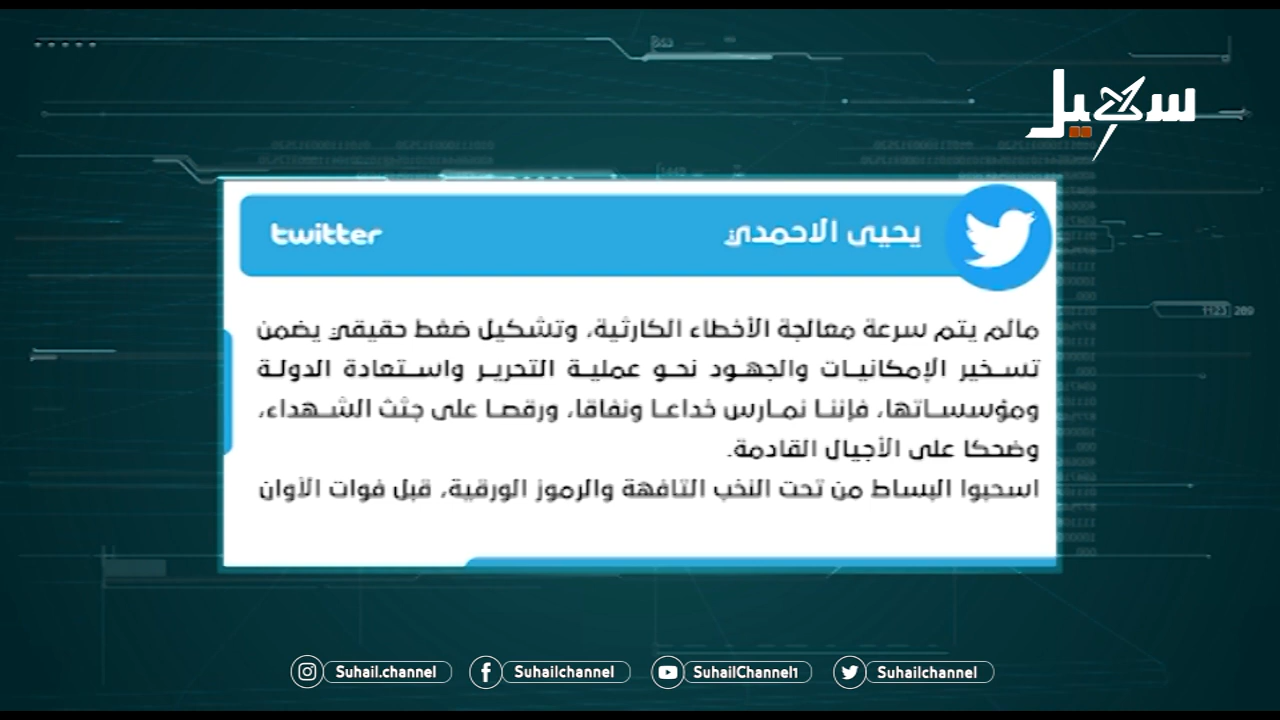 سهيل
يحيى الاحمدي
twitter
مالم يتم سرعة معالجة الأخطاء الكارثية، وتشكيل ضغط حقيقي يضمن
تسخير الإمكانيات والجهود نحو عملية التحرير واستعادة الدولة
ومؤسساتها، فإننا نمارس خداعا ونفاقا، ورقصا على جثث الشهداء،
وضحكا على الأجيال القادمة.
اسحبوا البساط من تحت النخب التافهة والرموز الورقية، قبل فوات الأوان
1123 209
Suhail.channel
Suhailchannel
SuhailChannel1
Suhailchannel